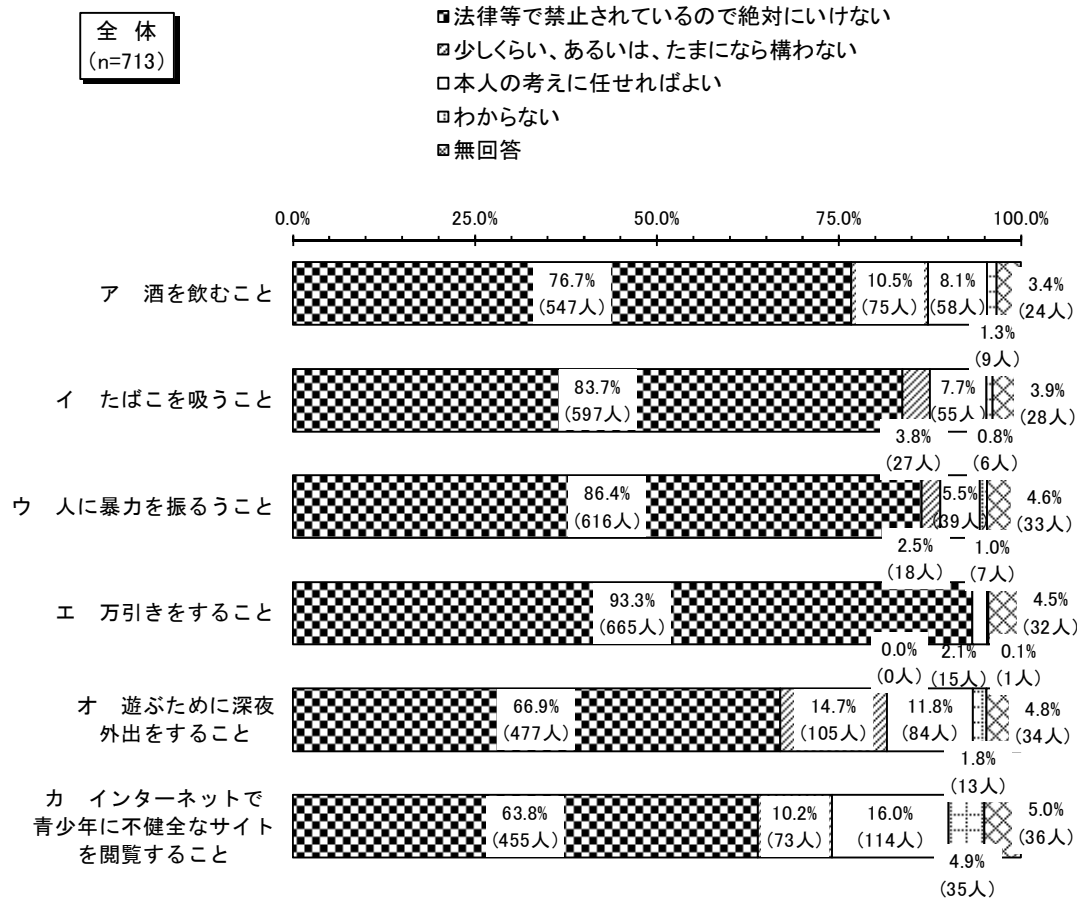 全 体
(n=713)
法律等で禁止されているので絶対にいけない
少しくらい、あるいは、たまになら構わない
本人の考えに任せればよい
わからない
無回答
0.0% 25.0% 50.0% 75.0% 100.0%
ア 酒を飲むこと
76.7% 10.5% 8.1% 3.4%
(547人) (75人) (58人) (24人)
1.3%
(9人)
イ たばこを吸うこと
83.7% 7.7% 3.9%
(597人) (55人) (28人)
3.8% 0.8%
(27人) (6人)
ウ 人に暴力を振るうこと
86.4% 5.5% 4.6%
(616人) (39人) (33人)
2.5% 1.0%
(18人) (7人)
エ 万引きをすること
93.3% 4.5%
(665人) (32人)
0.0% 2.1% 0.1%
(0人) (15人) (1人)
オ 遊ぶために深夜
外出をすること
66.9% 14.7% 11.8% 4.8%
(477人) (105人) (84人) (34人)
1.8%
(13人)
カ インターネットで
青少年に不健全なサイト
を閲覧すること
63.8% 10.2% 16.0% 5.0%
(455人) (73人) (114人) (36人)
4.9%
(35人)